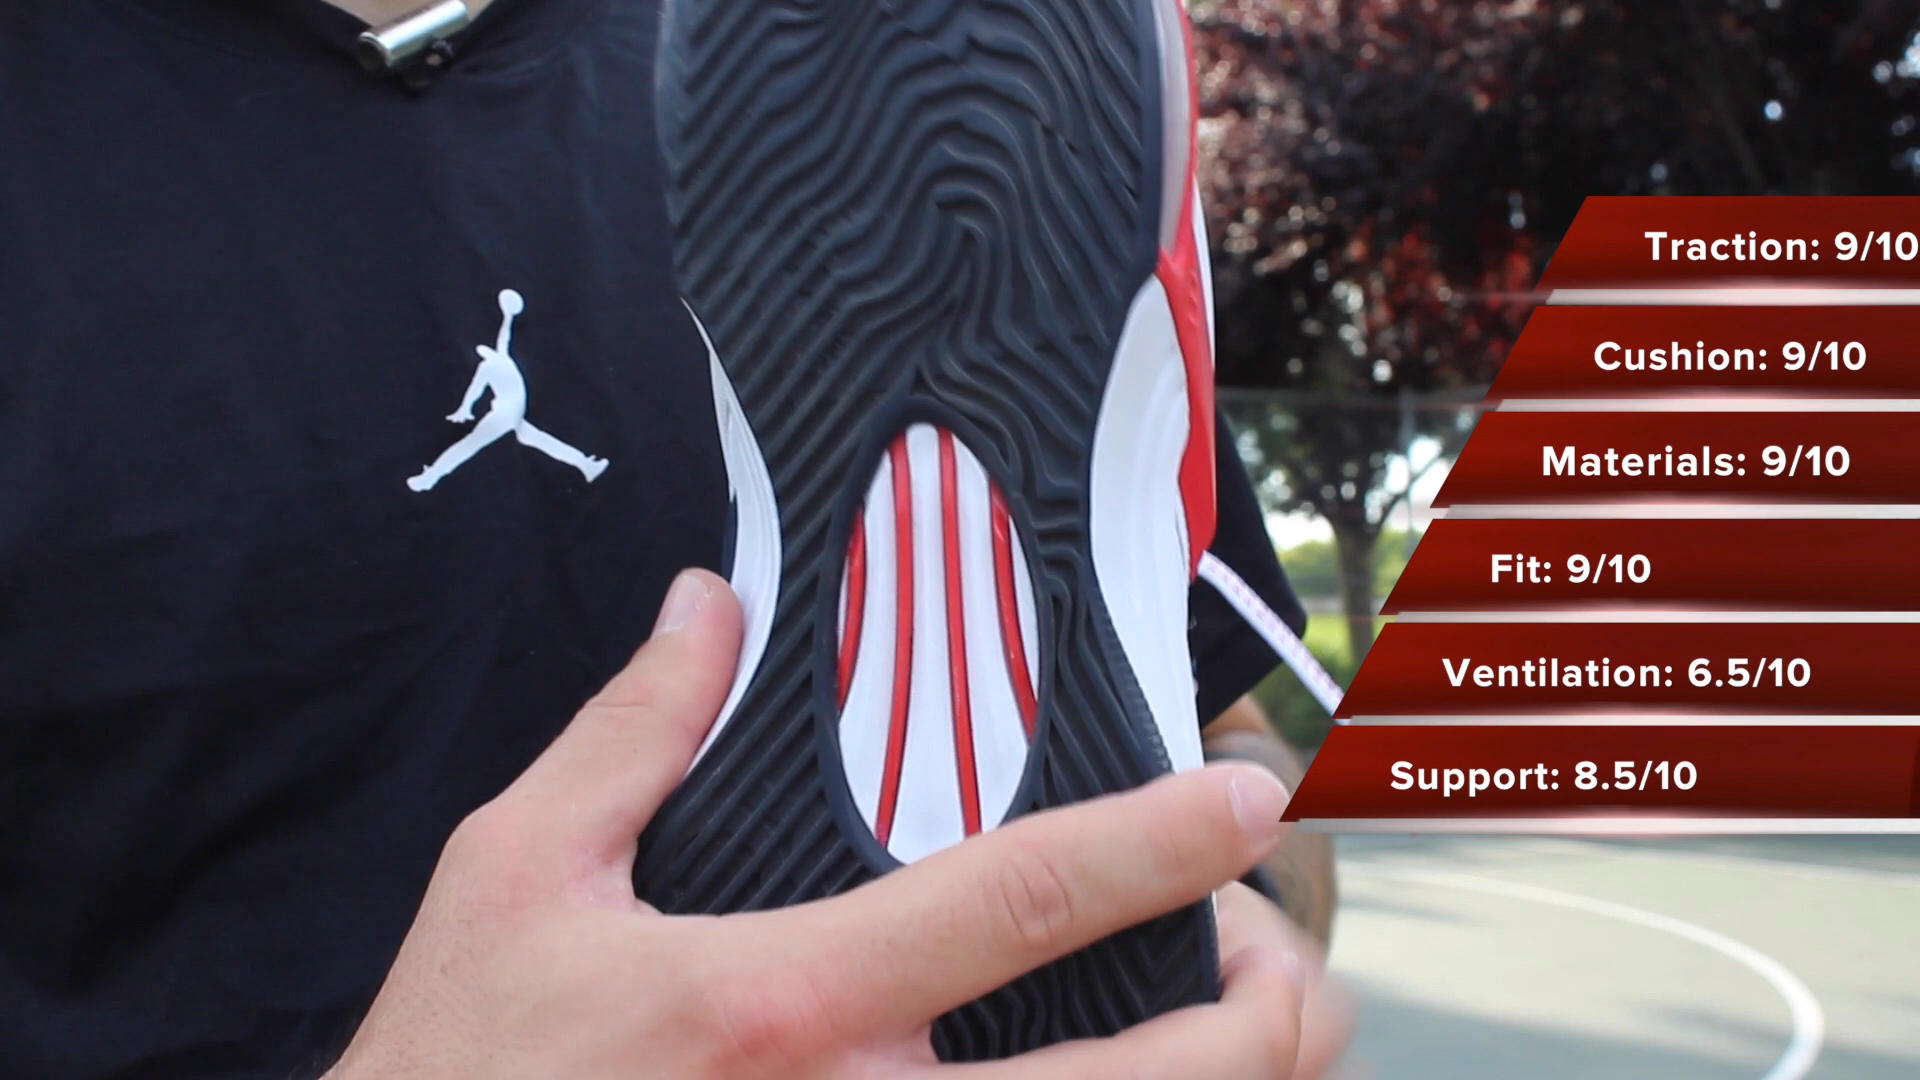 Traction: 9/10
Cushion: 9/10
Materials: 9/10
Fit: 9/10
Ventilation: 6.5/10
Support: 8.5/10